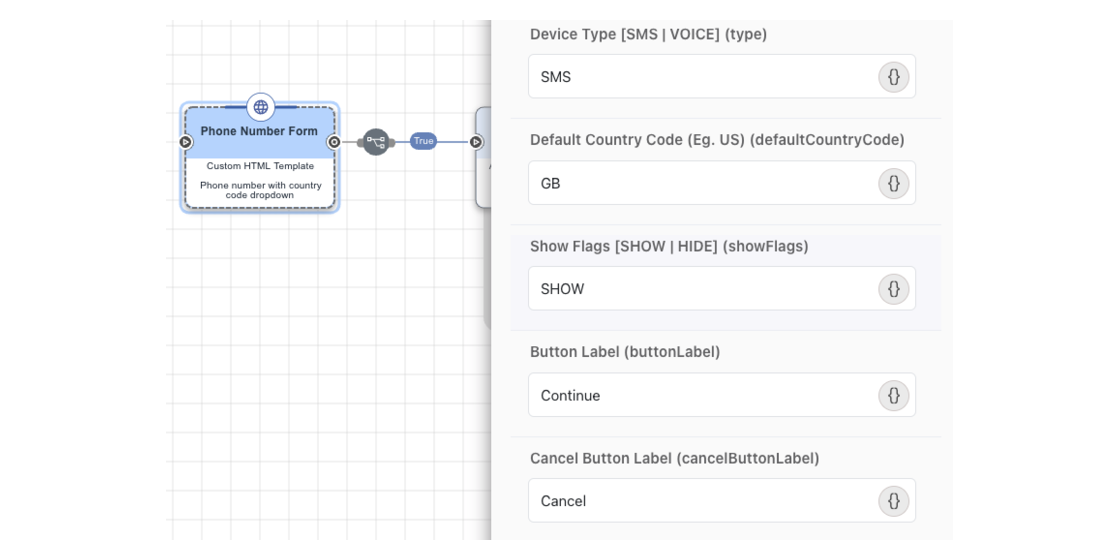 Device Type [SMS | VOICE] (type)
SMS
{}
Default Country Code (Eg. US) (defaultCountryCode)
GB
{}
Show Flags [SHOW | HIDE] (showFlags)
SHOW
{}
Button Label (buttonLabel)
Continue
{}
Cancel Button Label (cancelButtonLabel)
Cancel
{}
Phone Number Form
Custom HTML Template
Phone number with country
code dropdown
True